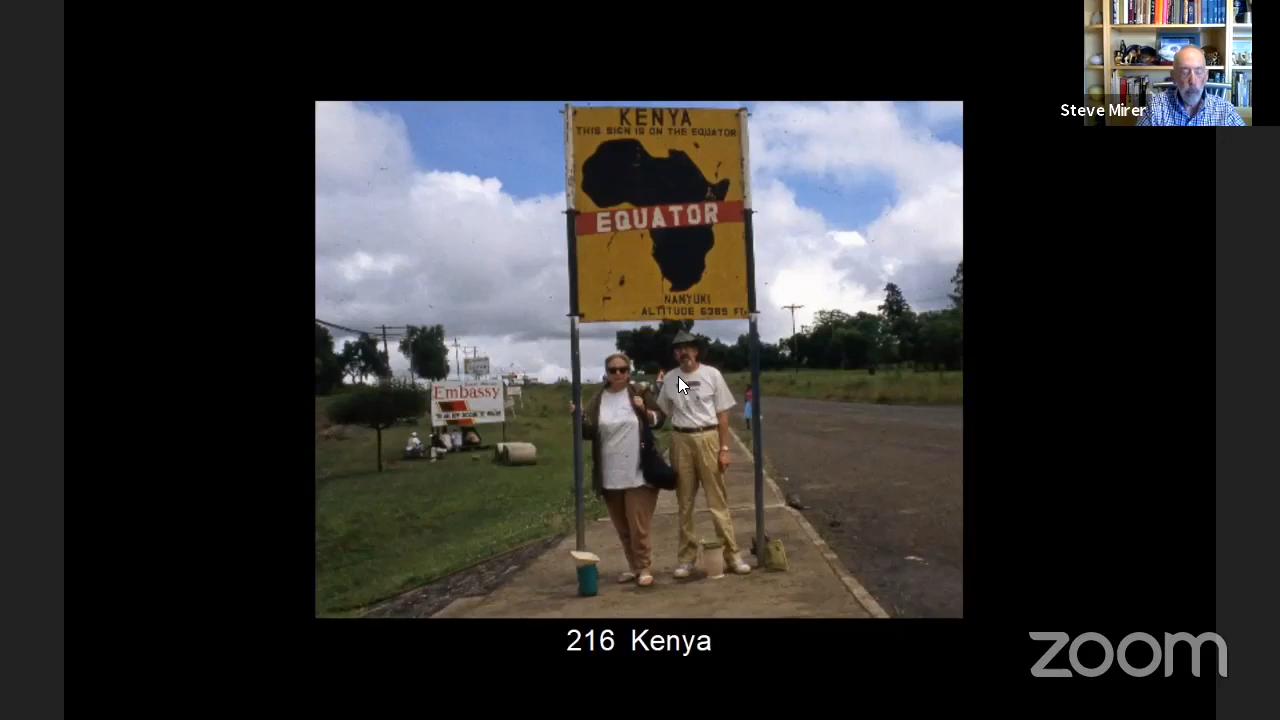 Steve Mirer
KENYA
THIS SIGN IS ON THE EQUATOR
EQUATOR
NANYUKI
ALTITUDE 6389 FT.
Embassy
216 Kenya
zoom